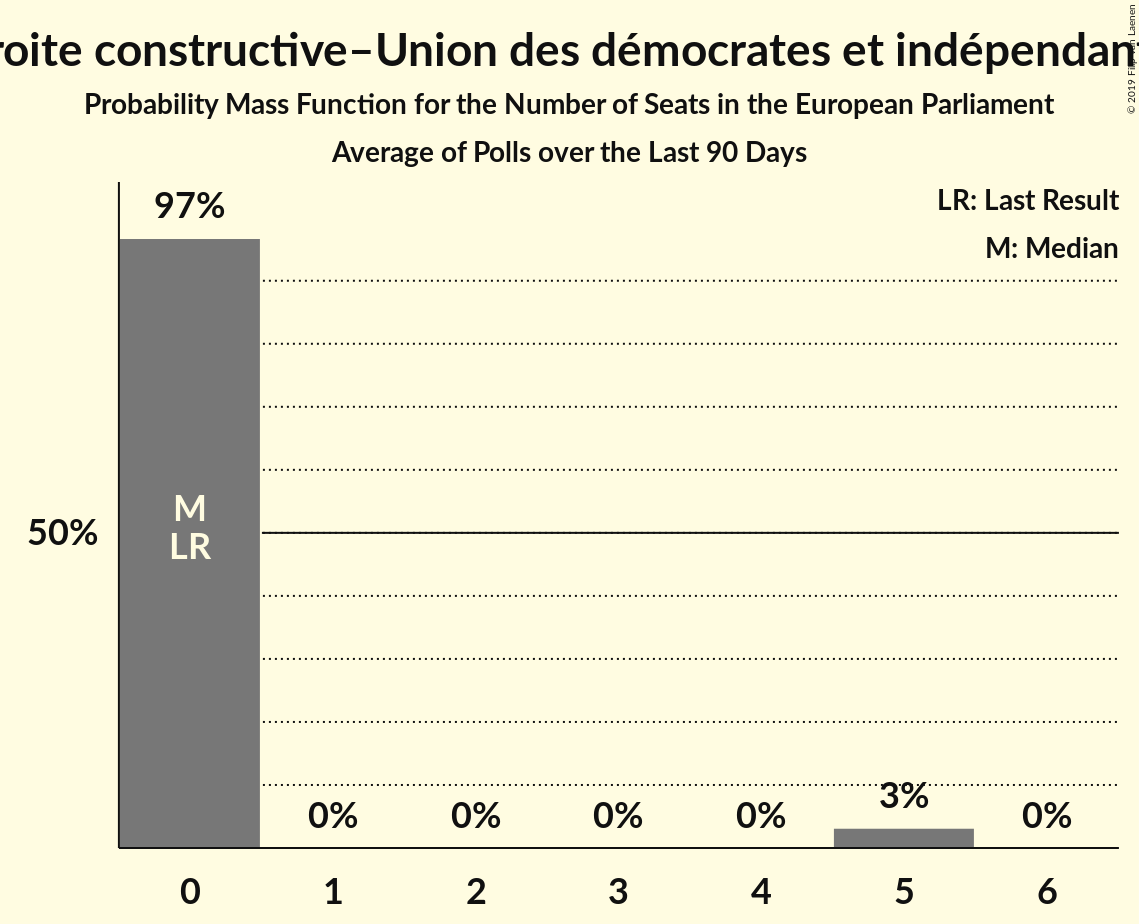 roite constructive–Union des démocrates et indépendan
Probability Mass Function for the Number of Seats in the European Parliament
Average of Polls over the Last 90 Days
© 2019 Filip van Laenen
LR: Last Result
M: Median
97%
50%
M
LR
0% 0% 0% 0% 3% 0%
0 1 2 3 4 5 6